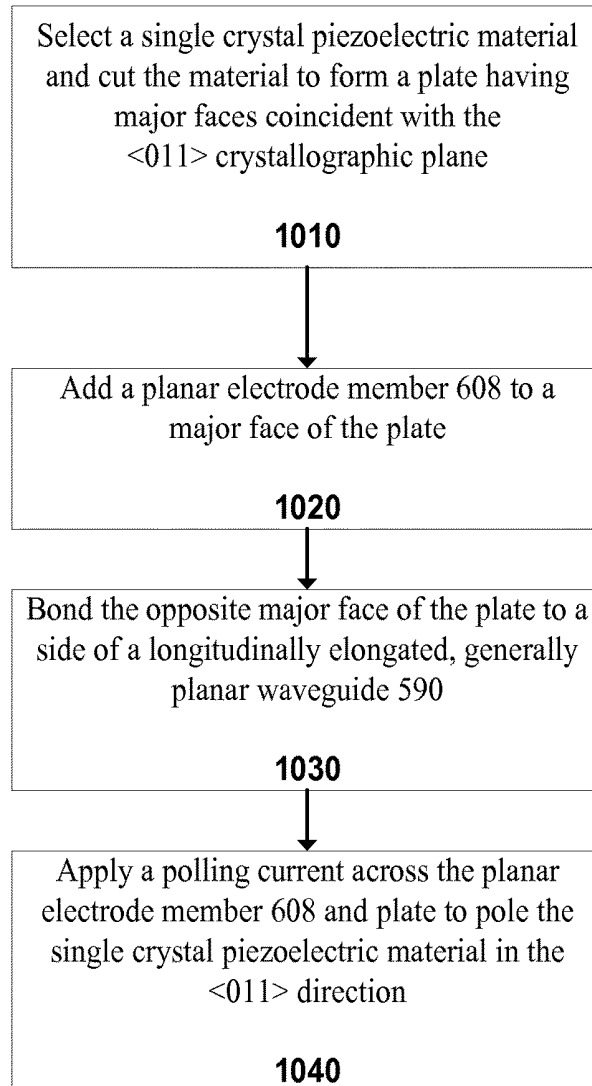 Select a single crystal piezoelectric material
and cut the material to form a plate having
major faces coincident with the
<011> crystallographic plane
1010
Add a planar electrode member 608 to a
major face of the plate
1020
Bond the opposite major face of the plate to a
side of a longitudinally elongated, generally
planar waveguide 590
1030
Apply a polling current across the planar
electrode member 608 and plate to pole the
single crystal piezoelectric material in the
<011> direction
1040